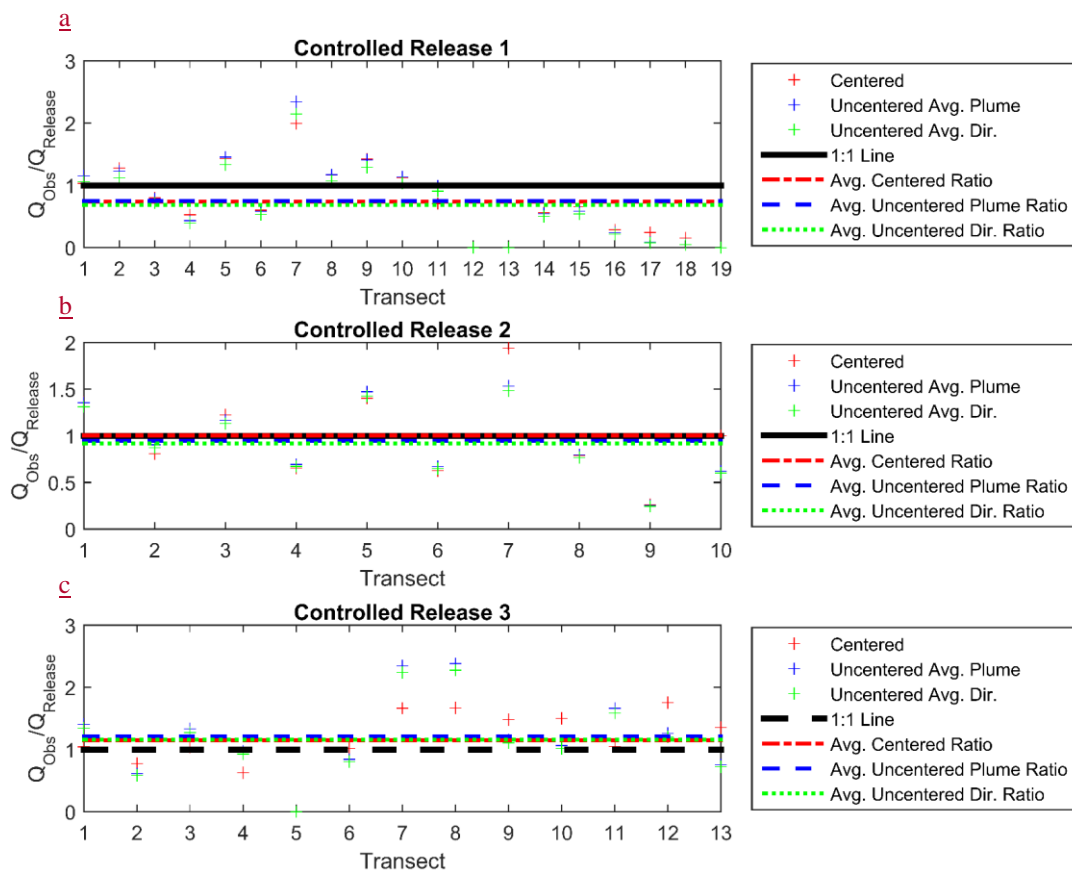 a
Controlled Release 1
3
2
1
0
Q_Obs/Q_Release
1 2 3 4 5 6 7 8 9 10 11 12 13 14 15 16 17 18 19
Transect
Centered
Uncentered Avg. Plume
Uncentered Avg. Dir.
1:1 Line
Avg. Centered Ratio
Avg. Uncentered Plume Ratio
Avg. Uncentered Dir. Ratio
b
Controlled Release 2
2
1.5
1
0.5
0
Q_Obs/Q_Release
1 2 3 4 5 6 7 8 9 10
Transect
Centered
Uncentered Avg. Plume
Uncentered Avg. Dir.
1:1 Line
Avg. Centered Ratio
Avg. Uncentered Plume Ratio
Avg. Uncentered Dir. Ratio
c
Controlled Release 3
3
2
1
0
Q_Obs/Q_Release
1 2 3 4 5 6 7 8 9 10 11 12 13
Transect
Centered
Uncentered Avg. Plume
Uncentered Avg. Dir.
1:1 Line
Avg. Centered Ratio
Avg. Uncentered Plume Ratio
Avg. Uncentered Dir. Ratio